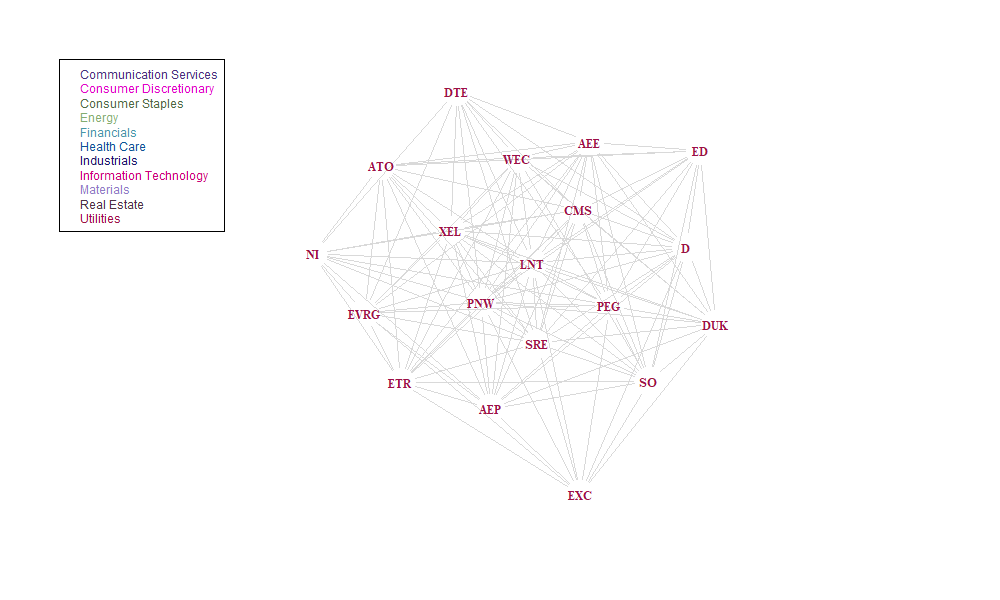 Communication Services
Consumer Discretionary
Consumer Staples
Energy
Financials
Health Care
Industrials
Information Technology
Materials
Real Estate
Utilities
DTE
AEE
ED
WEC
ATO
CMS
XEL
D
NI
LNT
PNW
PEG
EVRG
DUK
SRE
ETR
SO
AEP
EXC